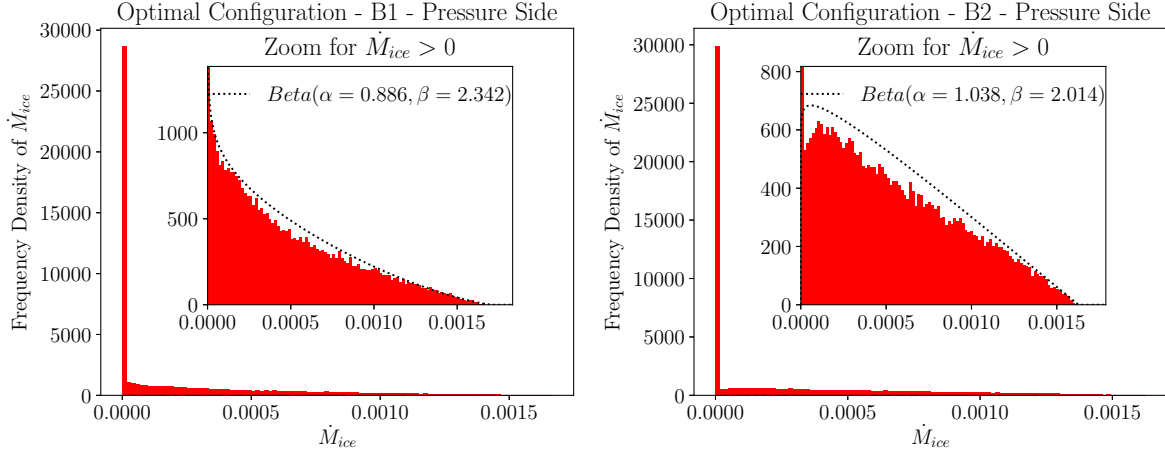 Optimal Configuration - B1 - Pressure Side
Frequency Density of Ṁ_ice
30000
25000
20000
15000
10000
5000
0
0.0000 0.0005 0.0010 0.0015
Ṁ_ice
Zoom for Ṁ_ice > 0
Beta(α = 0.886, β = 2.342)
1000
500
0
0.0000 0.0005 0.0010 0.0015
Optimal Configuration - B2 - Pressure Side
Frequency Density of Ṁ_ice
30000
25000
20000
15000
10000
5000
0
0.0000 0.0005 0.0010 0.0015
Ṁ_ice
Zoom for Ṁ_ice > 0
Beta(α = 1.038, β = 2.014)
800
600
400
200
0
0.0000 0.0005 0.0010 0.0015